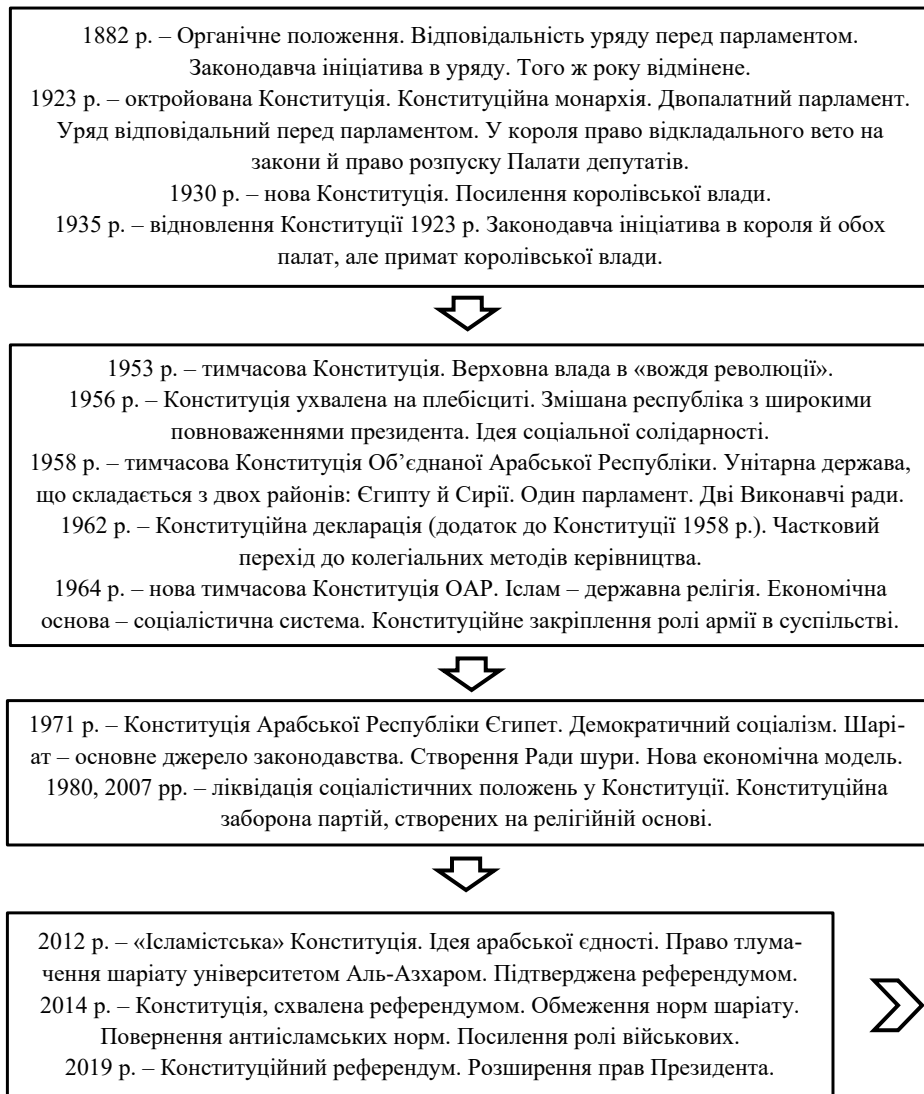 1882 р. – Органічне положення. Відповідальність уряду перед парламентом.
Законодавча ініціатива в уряду. Того ж року відмінене.
1923 р. – октройована Конституція. Конституційна монархія. Двопалатний парламент.
Уряд відповідальний перед парламентом. У короля право відкладального вето на
закони й право розпуску Палати депутатів.
1930 р. – нова Конституція. Посилення королівської влади.
1935 р. – відновлення Конституції 1923 р. Законодавча ініціатива в короля й обох
палат, але примат королівської влади.
1953 р. – тимчасова Конституція. Верховна влада в «вождя революції».
1956 р. – Конституція ухвалена на плебісциті. Змішана республіка з широкими
повноваженнями президента. Ідея соціальної солідарності.
1958 р. – тимчасова Конституція Об’єднаної Арабської Республіки. Унітарна держава,
що складається з двох районів: Єгипту й Сирії. Один парламент. Дві Виконавчі ради.
1962 р. – Конституційна декларація (додаток до Конституції 1958 р.). Частковий
перехід до колегіальних методів керівництва.
1964 р. – нова тимчасова Конституція ОАР. Іслам – державна релігія. Економічна
основа – соціалістична система. Конституційне закріплення ролі армії в суспільстві.
1971 р. – Конституція Арабської Республіки Єгипет. Демократичний соціалізм. Шарі-
ат – основне джерело законодавства. Створення Ради шури. Нова економічна модель.
1980, 2007 рр. – ліквідація соціалістичних положень у Конституції. Конституційна
заборона партій, створених на релігійній основі.
2012 р. – «Ісламістська» Конституція. Ідея арабської єдності. Право тлума-
чення шаріату університетом Аль-Азхаром. Підтверджена референдумом.
2014 р. – Конституція, схвалена референдумом. Обмеження норм шаріату.
Повернення антиісламських норм. Посилення ролі військових.
2019 р. – Конституційний референдум. Розширення прав Президента.